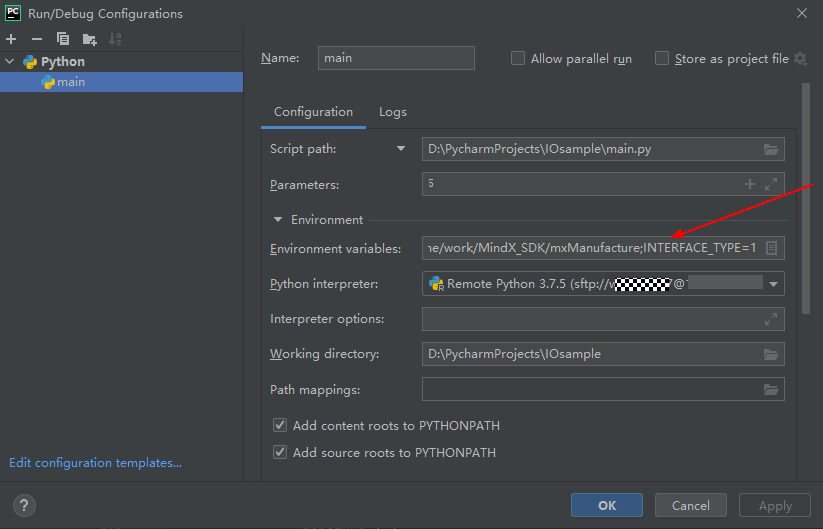 PC Run/Debug Configurations
Python
main
Name: main Allow parallel run Store as project file
Configuration Logs
Script path: D:\PycharmProjects\IOsample\main.py
Parameters: 5
Environment
Environment variables: ne/work/MindX_SDK/mxManufacture;INTERFACE_TYPE=1
Python interpreter: Remote Python 3.7.5 (sftp://w @
Interpreter options:
Working directory: D:\PycharmProjects\IOsample
Path mappings:
Add content roots to PYTHONPATH
Add source roots to PYTHONPATH
Edit configuration templates...
? OK Cancel Apply